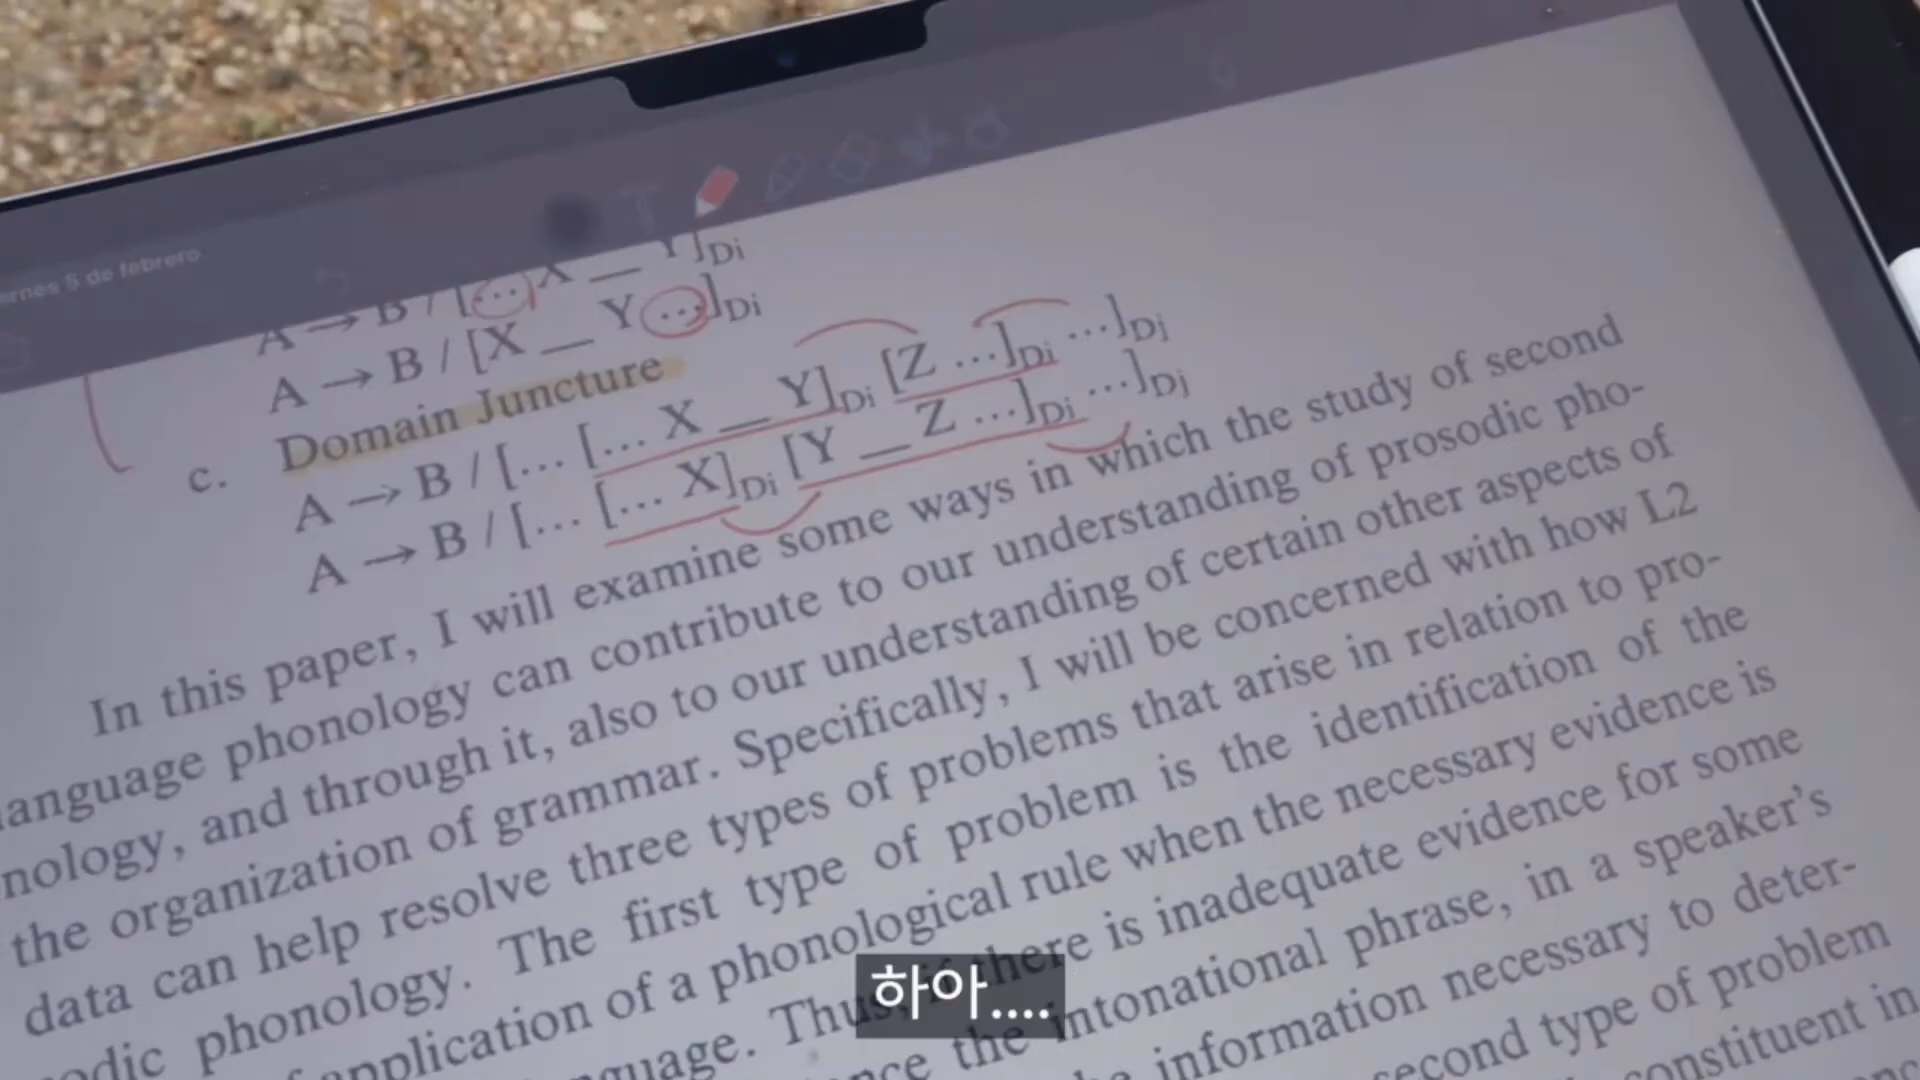 5 de febrero
Y]Di
A → B / [...X __
A → B / [X __ Y ...]Di
c. Domain Juncture
A → B / [... [... X __ Y]Di [Z ...]Di ...]Dj
A → B / [... [... X]Di [Y __ Z ...]Di ...]Dj
In this paper, I will examine some ways in which the study of second
language phonology can contribute to our understanding of prosodic pho-
nology, and through it, also to our understanding of certain other aspects of
the organization of grammar. Specifically, I will be concerned with how L2
data can help resolve three types of problems that arise in relation to pro-
phonology. The first type of problem is the identification of the
application of a phonological rule when the necessary evidence is
Thus, if there is inadequate evidence for some
the intonational phrase, in a speaker's
information necessary to deter-
second type of problem
constituent in
하아....